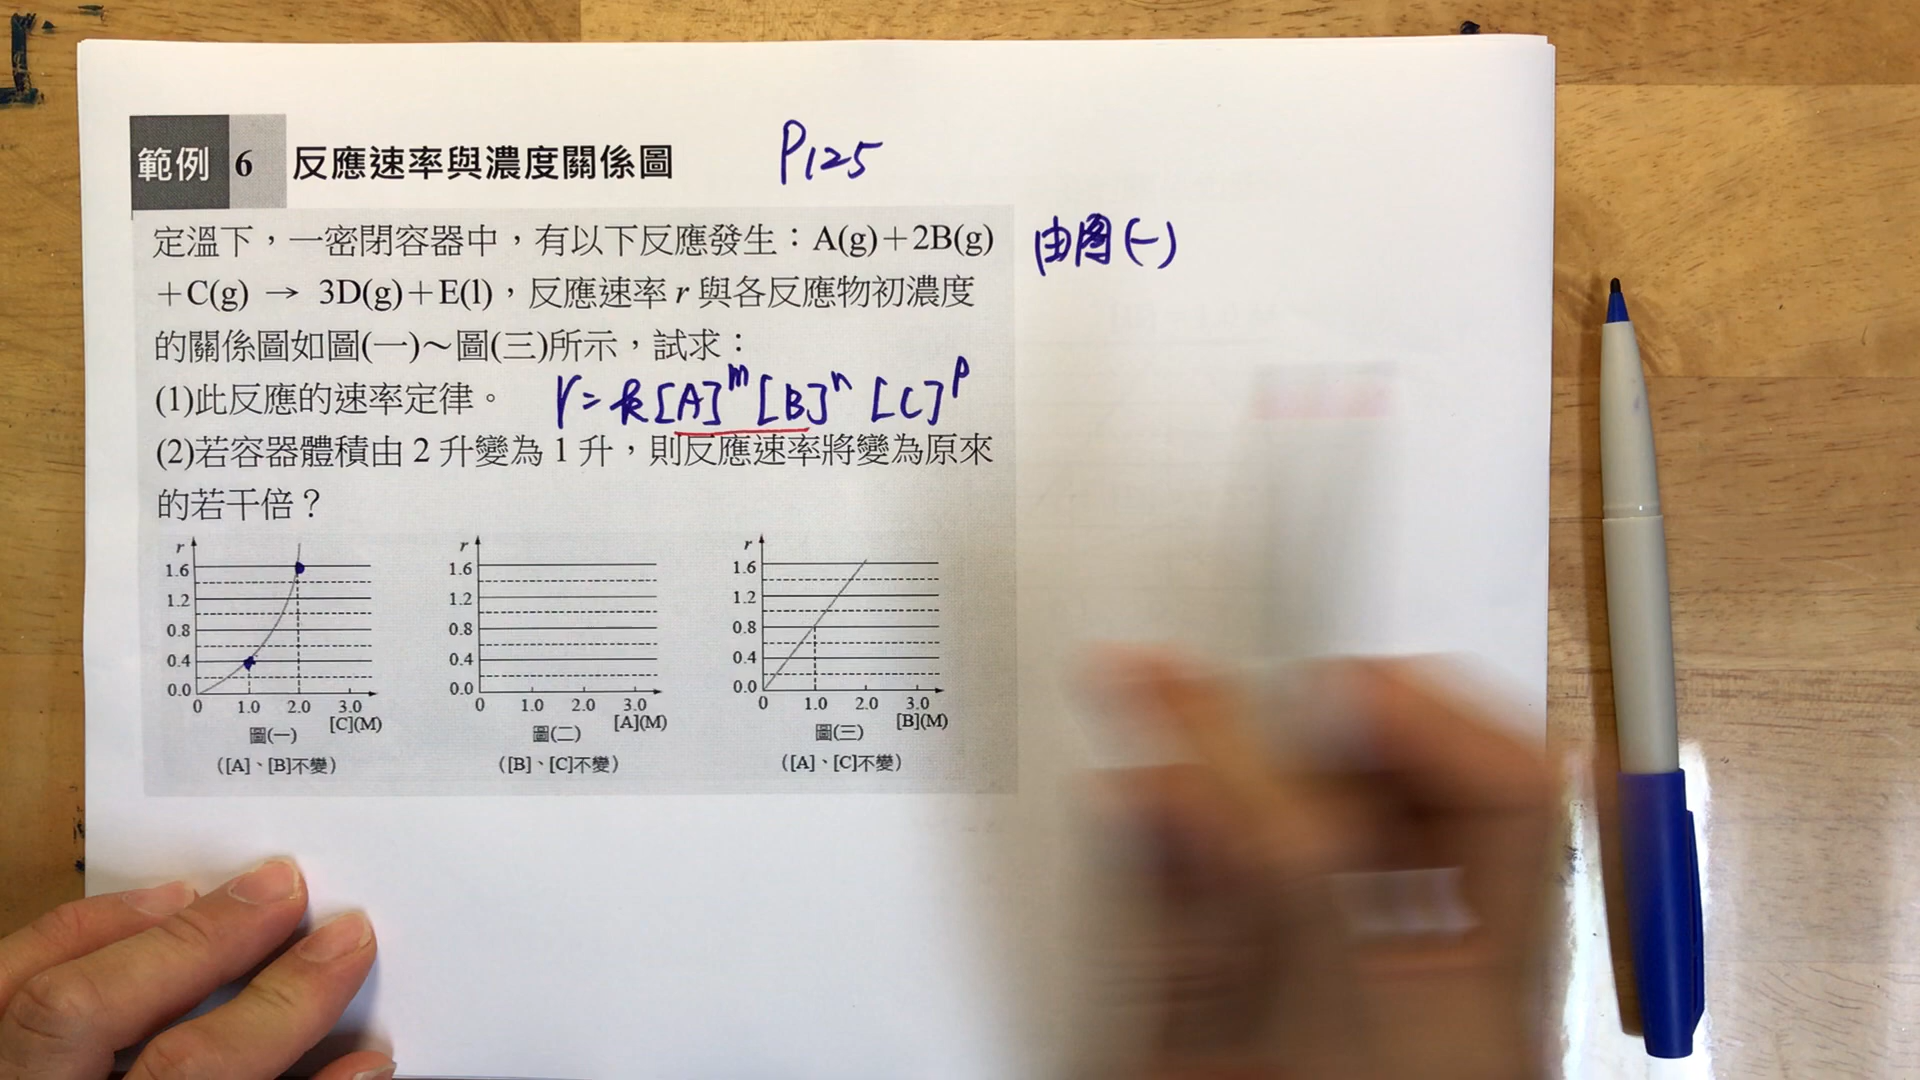 範例 6 反應速率與濃度關係圖 P125
定溫下，一密閉容器中，有以下反應發生：A(g)＋2B(g)
＋C(g) → 3D(g)＋E(l)，反應速率 r 與各反應物初濃度
的關係圖如圖(一)～圖(三)所示，試求：
(1)此反應的速率定律。 r=k[A]^m[B]^n[C]^p
(2)若容器體積由 2 升變為 1 升，則反應速率將變為原來
的若干倍？
由圖(一)
r
1.6
1.2
0.8
0.4
0.0
0 1.0 2.0 3.0
[C](M)
圖(一)
([A]、[B]不變)
r
1.6
1.2
0.8
0.4
0.0
0 1.0 2.0 3.0
[A](M)
圖(二)
([B]、[C]不變)
r
1.6
1.2
0.8
0.4
0.0
0 1.0 2.0 3.0
[B](M)
圖(三)
([A]、[C]不變)